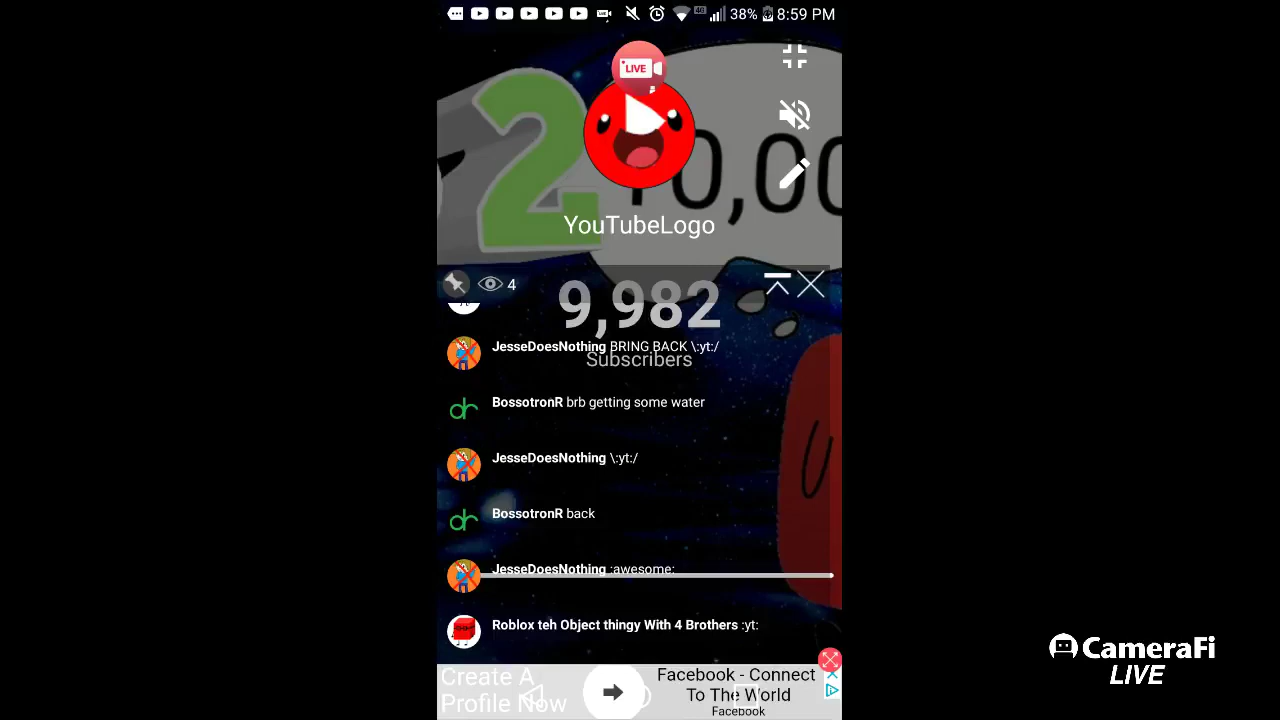 4G 38% 8:59 PM
LIVE
2
10,00
YouTubeLogo
4
9,982
Subscribers
JesseDoesNothing BRING BACK \:yt:/
BossotronR brb getting some water
JesseDoesNothing \:yt:/
BossotronR back
JesseDoesNothing :awesome:
Roblox teh Object thingy With 4 Brothers :yt:
Create A
Profile Now
Facebook - Connect
To The World
Facebook
CameraFi
LIVE